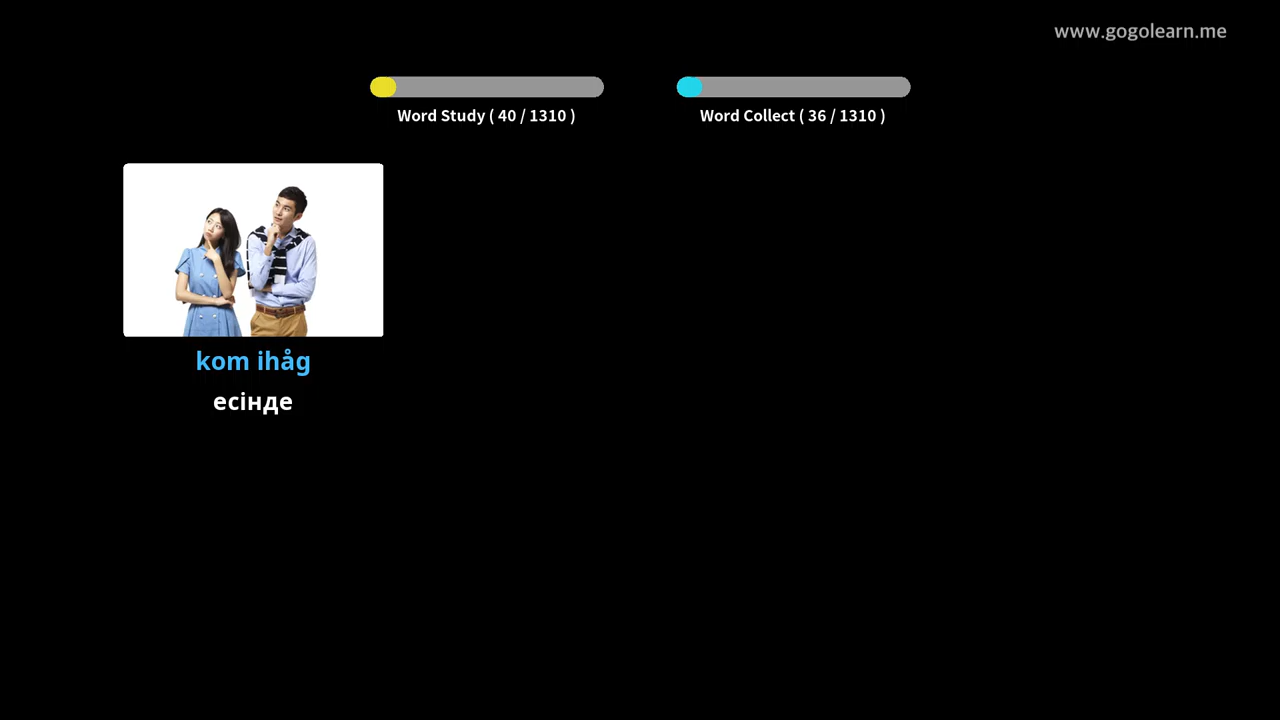 www.gogolearn.me
Word Study ( 40 / 1310 )
Word Collect ( 36 / 1310 )
kom ihåg
есінде